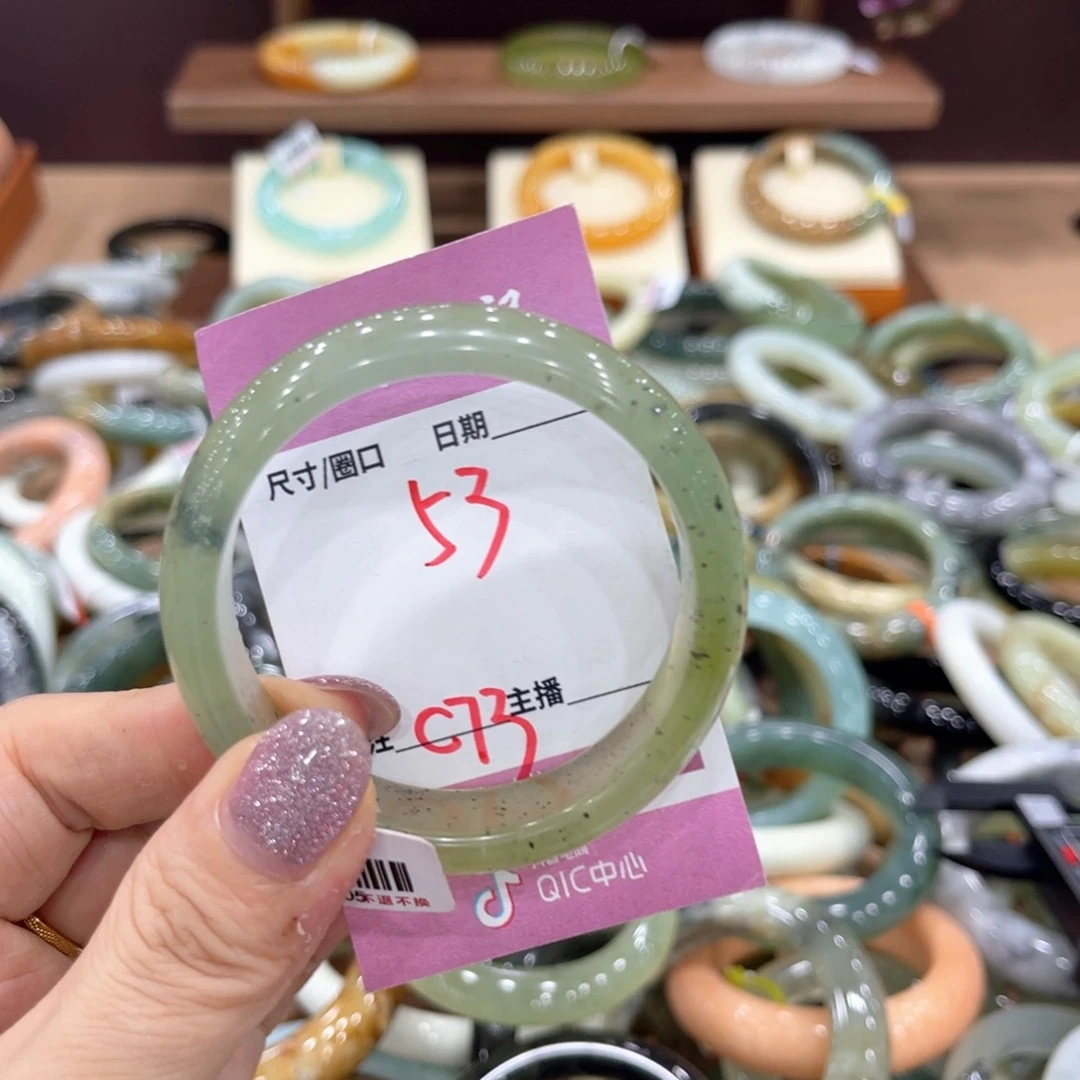 日期
尺寸/圈口
53
主播
注 C73
不退不换
QIC中心